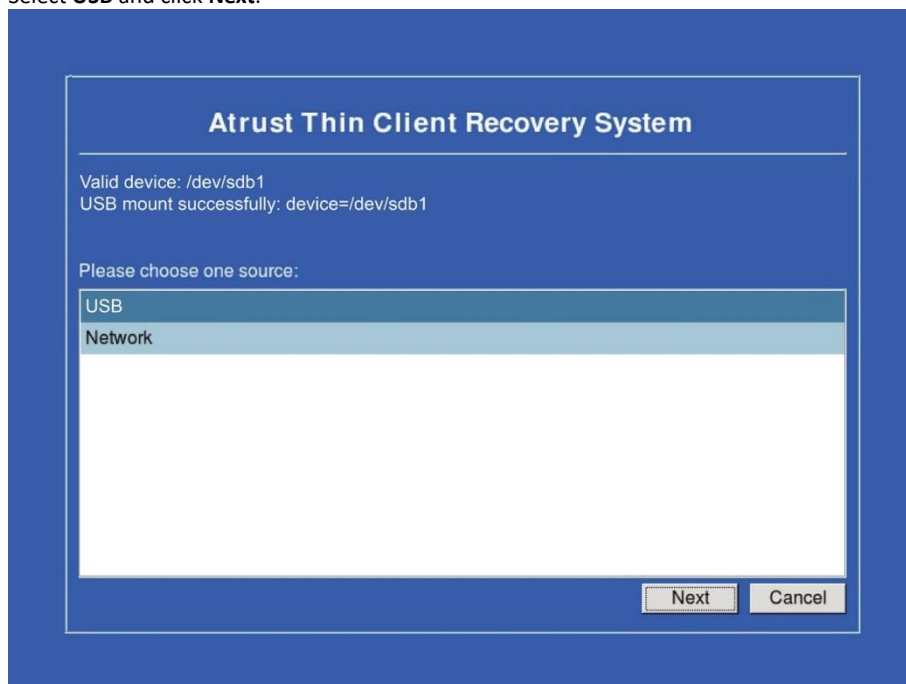 Select USB and click Next.
Atrust Thin Client Recovery System
Valid device: /dev/sdb1
USB mount successfully: device=/dev/sdb1
Please choose one source:
USB
Network
Next Cancel